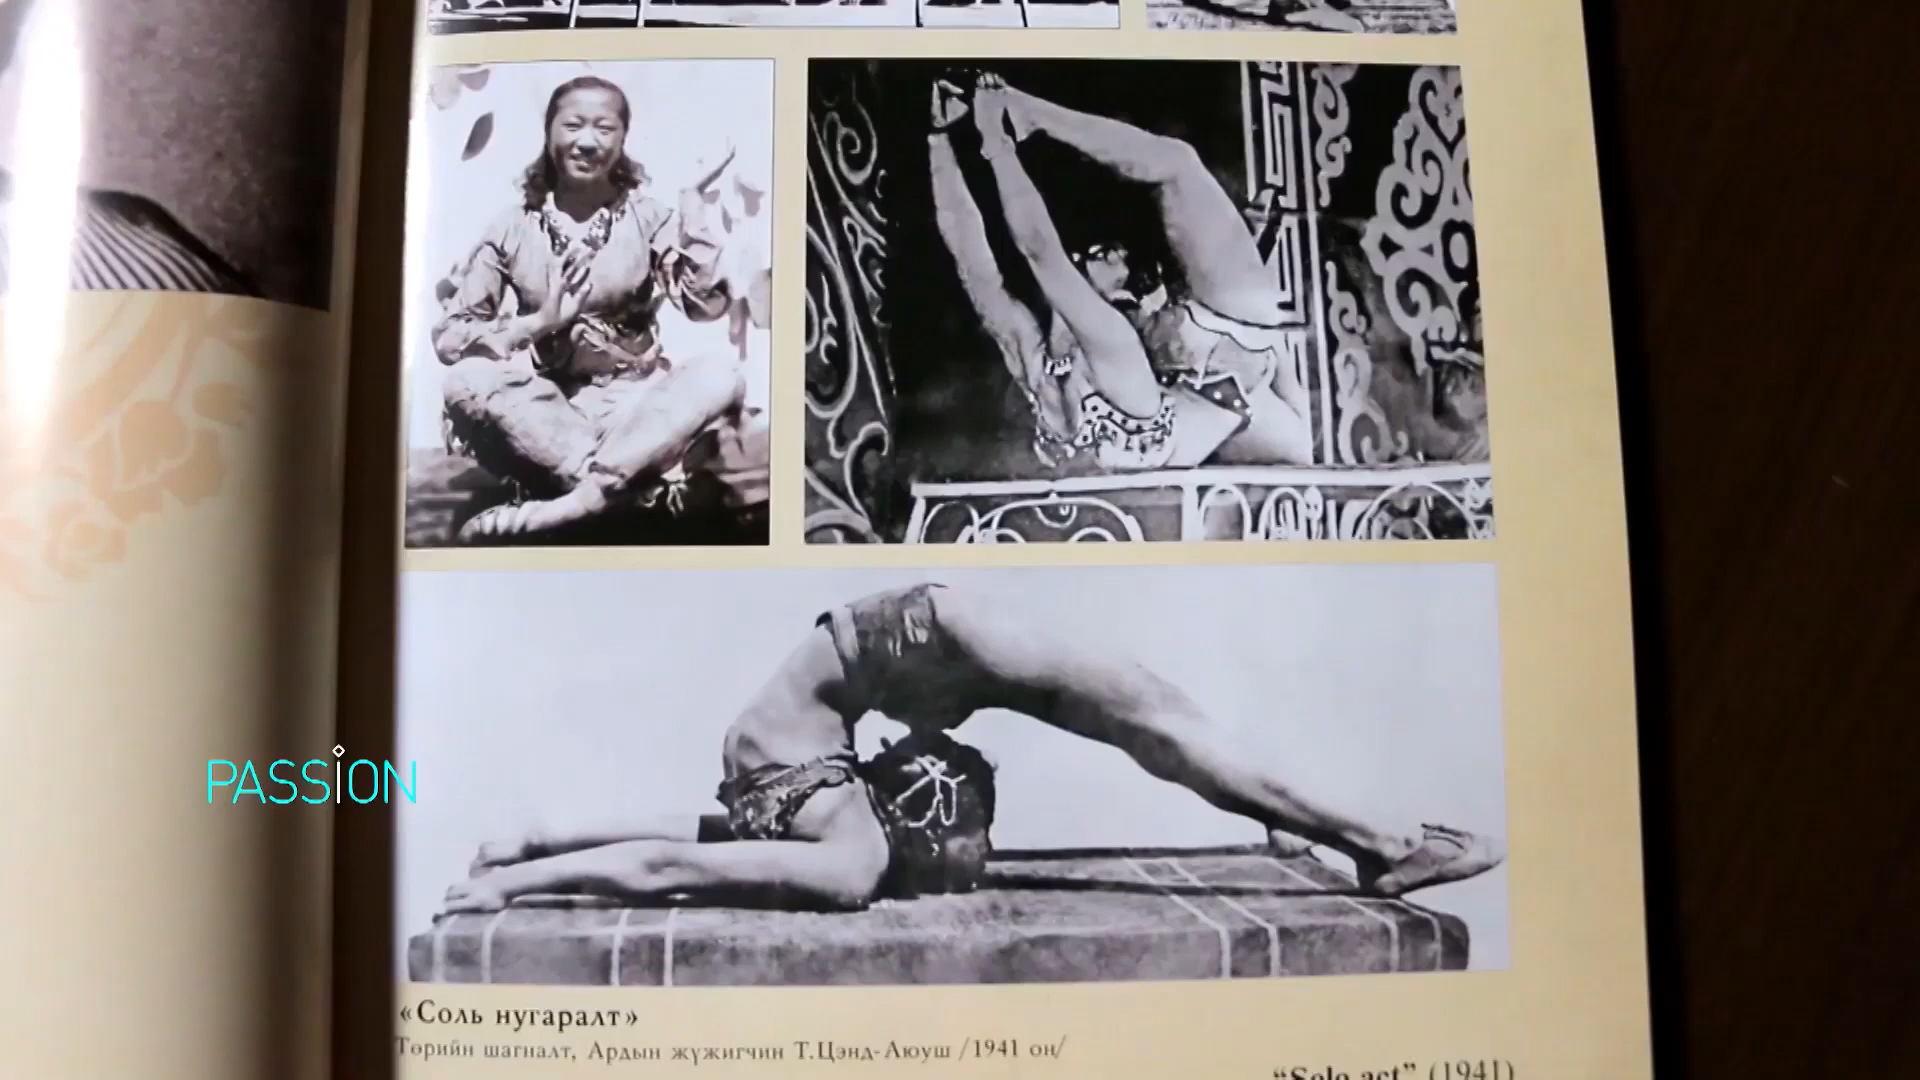 PASSiON
«Соль нугаралт»
Төрийн шагналт, Ардын жүжигчин Т.Цэнд-Аюуш /1941 он/
“Solo act” (1941)